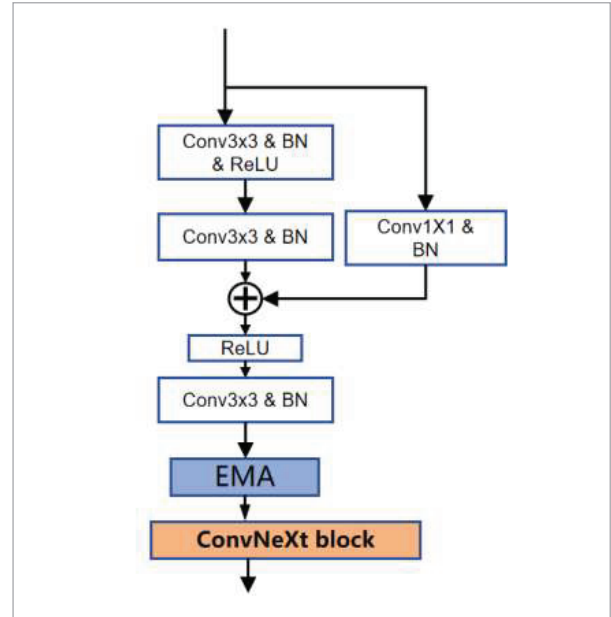 Conv3x3 & BN
& ReLU
Conv3x3 & BN
Conv1X1 &
BN
ReLU
Conv3x3 & BN
EMA
ConvNeXt block